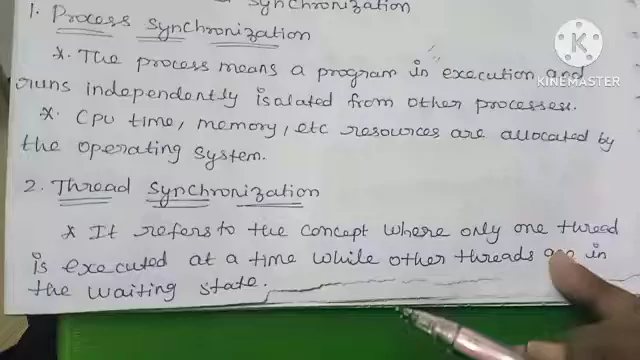 Synchronization
1. Process Synchronization
* The process means a program in execution and
runs independently isolated from other processes.
* CPU time, memory, etc resources are allocated by
the operating system.
2. Thread Synchronization
* It refers to the concept where only one thread
is executed at a time while other threads are in
the waiting state.
KINEMASTER